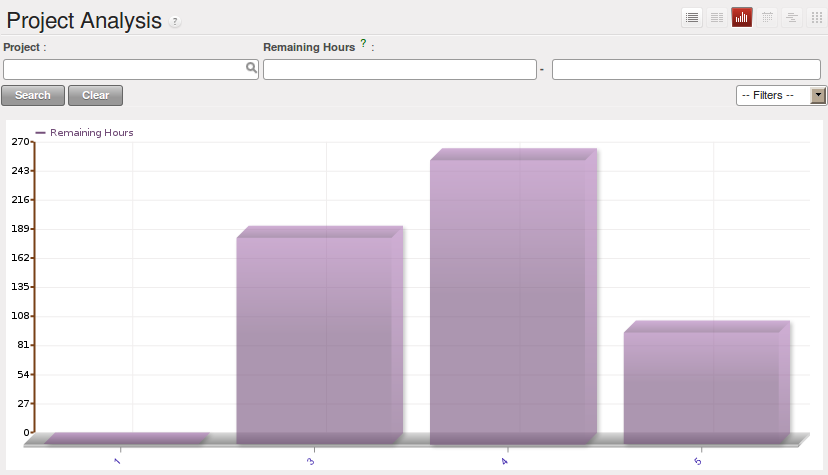 Project Analysis ?
Project :
Remaining Hours ? :
-
Search
Clear
-- Filters --
Remaining Hours
270
243
216
189
162
135
108
81
54
27
0
1
3
4
5